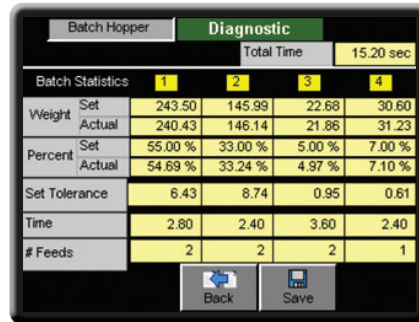 Batch Hopper Diagnostic
Total Time 15.20 sec
Batch Statistics 1 2 3 4
Weight Set 243.50 145.99 22.68 30.60
Actual 240.43 146.14 21.86 31.23
Percent Set 55.00 % 33.00 % 5.00 % 7.00 %
Actual 54.69 % 33.24 % 4.97 % 7.10 %
Set Tolerance 6.43 8.74 0.95 0.61
Time 2.80 2.40 3.60 2.40
# Feeds 2 2 2 1
Back Save